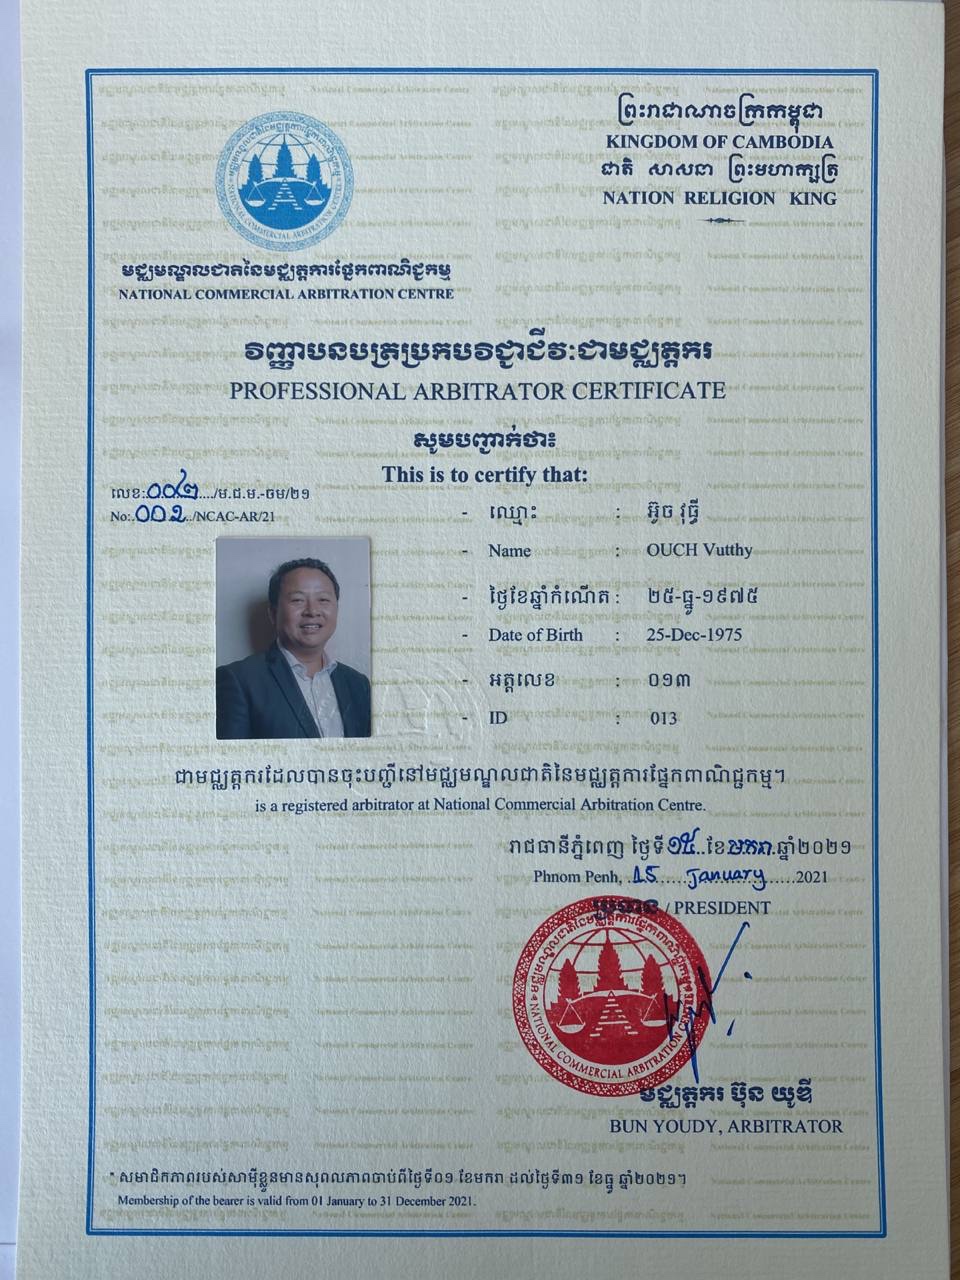 ព្រះរាជាណាចក្រកម្ពុជា
KINGDOM OF CAMBODIA
ជាតិ សាសនា ព្រះមហាក្សត្រ
NATION RELIGION KING
មជ្ឈមណ្ឌលជាតិនៃមជ្ឈត្តការផ្នែកពាណិជ្ជកម្ម
NATIONAL COMMERCIAL ARBITRATION CENTRE
វិញ្ញាបនបត្រប្រកបវិជ្ជាជីវៈជាមជ្ឈត្តករ
PROFESSIONAL ARBITRATOR CERTIFICATE
សូមបញ្ជាក់ថា៖
This is to certify that:
លេខ:០០២..../ម.ជ.ម.-ចម/២១
No:.002../NCAC-AR/21
- ឈ្មោះ : អ៊ូច វុធ្ធី
- Name : OUCH Vutthy
- ថ្ងៃខែឆ្នាំកំណើត : ២៥-ធ្នូ-១៩៧៥
- Date of Birth : 25-Dec-1975
- អត្តលេខ : ០១៣
- ID : 013
ជាមជ្ឈត្តករដែលបានចុះបញ្ជីនៅមជ្ឈមណ្ឌលជាតិនៃមជ្ឈត្តការផ្នែកពាណិជ្ជកម្ម។
is a registered arbitrator at National Commercial Arbitration Centre.
រាជធានីភ្នំពេញ ថ្ងៃទី១៥..ខែមករា.ឆ្នាំ២០២១
Phnom Penh, 15 January 2021
ប្រធាន / PRESIDENT
NATIONAL COMMERCIAL ARBITRATION CENTRE
មជ្ឈត្តករ ប៊ុន យូឌី
BUN YOUDY, ARBITRATOR
* សមាជិកភាពរបស់សាម៉ីខ្លួនមានសុពលភាពចាប់ពីថ្ងៃទី០១ ខែមករា ដល់ថ្ងៃទី៣១ ខែធ្នូ ឆ្នាំ២០២១។
Membership of the bearer is valid from 01 January to 31 December 2021.